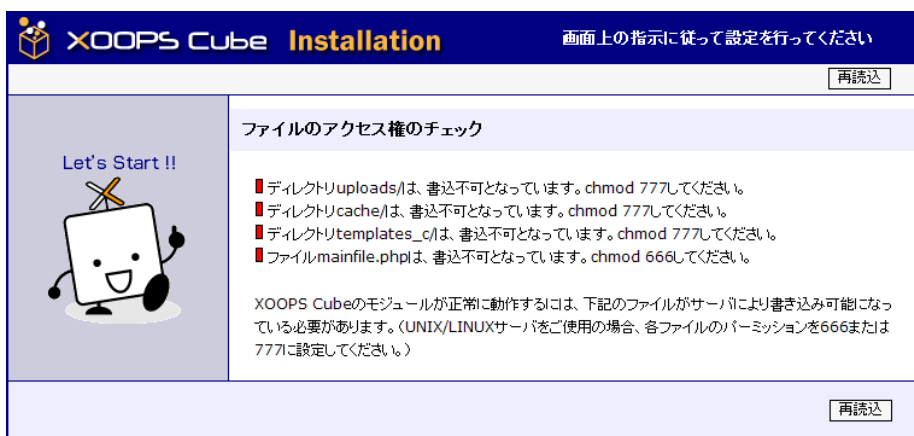 XOOPS Cube Installation 画面上の指示に従って設定を行ってください
再読込
ファイルのアクセス権のチェック
Let's Start !!
ディレクトリuploads/は、書込不可となっています。chmod 777してください。
ディレクトリcache/は、書込不可となっています。chmod 777してください。
ディレクトリtemplates_c/は、書込不可となっています。chmod 777してください。
ファイルmainfile.phpは、書込不可となっています。chmod 666してください。
XOOPS Cubeのモジュールが正常に動作するには、下記のファイルがサーバにより書き込み可能になっ
ている必要があります。（UNIX/LINUXサーバをご使用の場合、各ファイルのパーミッションを666または
777に設定してください。）
再読込